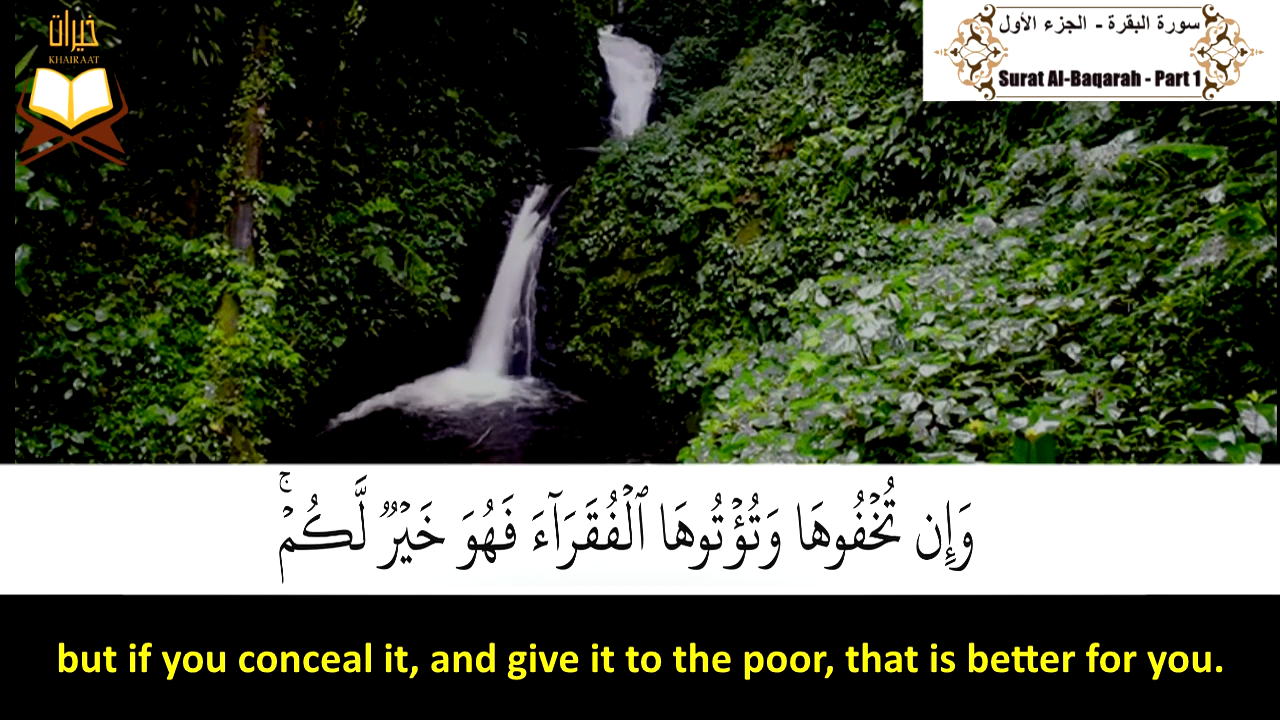 خيرات
KHAIRAAT
سورة البقرة - الجزء الأول
Surat Al-Baqarah - Part 1
وَإِن تُخْفُوهَا وَتُؤْتُوهَا ٱلْفُقَرَآءَ فَهُوَ خَيْرٌ لَّكُمْ ۚ
but if you conceal it, and give it to the poor, that is better for you.